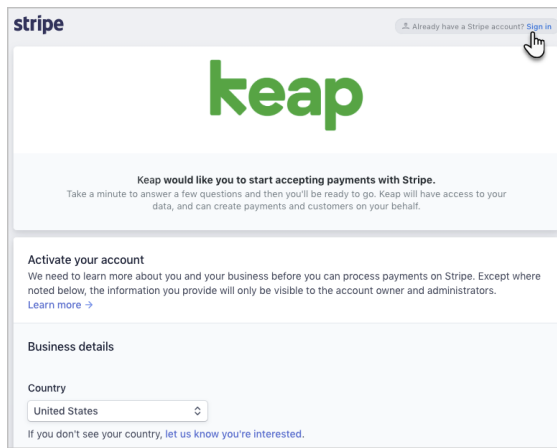 stripe
Already have a Stripe account? Sign in
keap
Keap would like you to start accepting payments with Stripe.
Take a minute to answer a few questions and then you'll be ready to go. Keap will have access to your
data, and can create payments and customers on your behalf.
Activate your account
We need to learn more about you and your business before you can process payments on Stripe. Except where
noted below, the information you provide will only be visible to the account owner and administrators.
Learn more →
Business details
Country
United States
If you don't see your country, let us know you're interested.